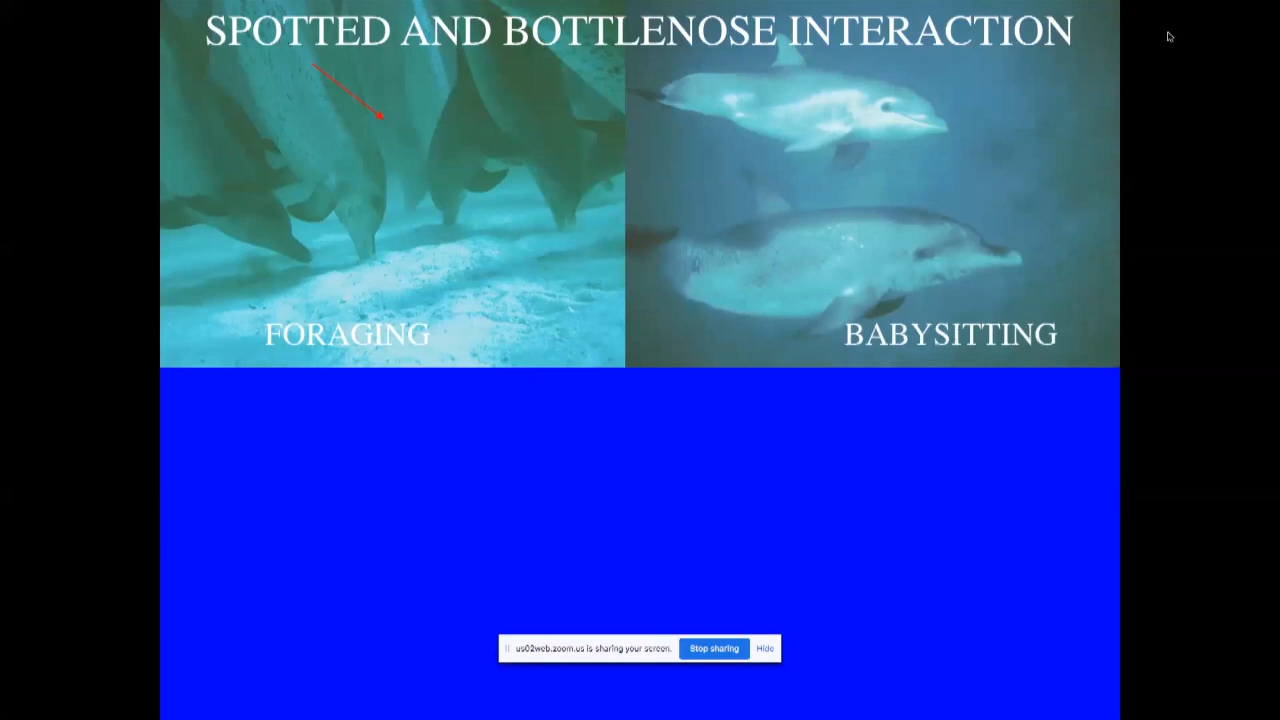 SPOTTED AND BOTTLENOSE INTERACTION
FORAGING
BABYSITTING
us02web.zoom.us is sharing your screen.
Stop sharing
Hide